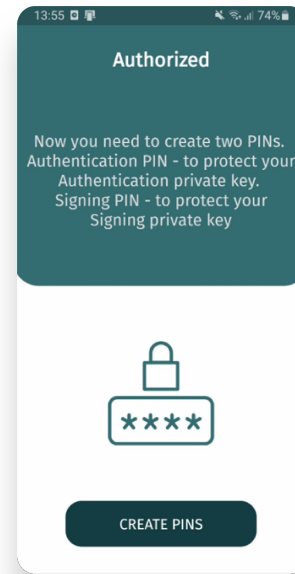 13:55 74%
Authorized
Now you need to create two PINs.
Authentication PIN - to protect your
Authentication private key.
Signing PIN - to protect your
Signing private key
****
CREATE PINS